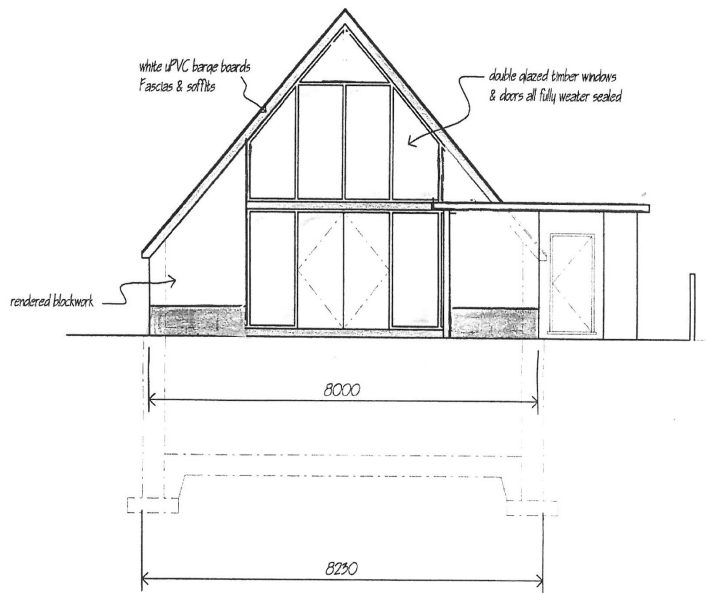 white uPVC barge boards
Fascias & soffits
double glazed timber windows
& doors all fully weater sealed
rendered blockwork
8000
8230